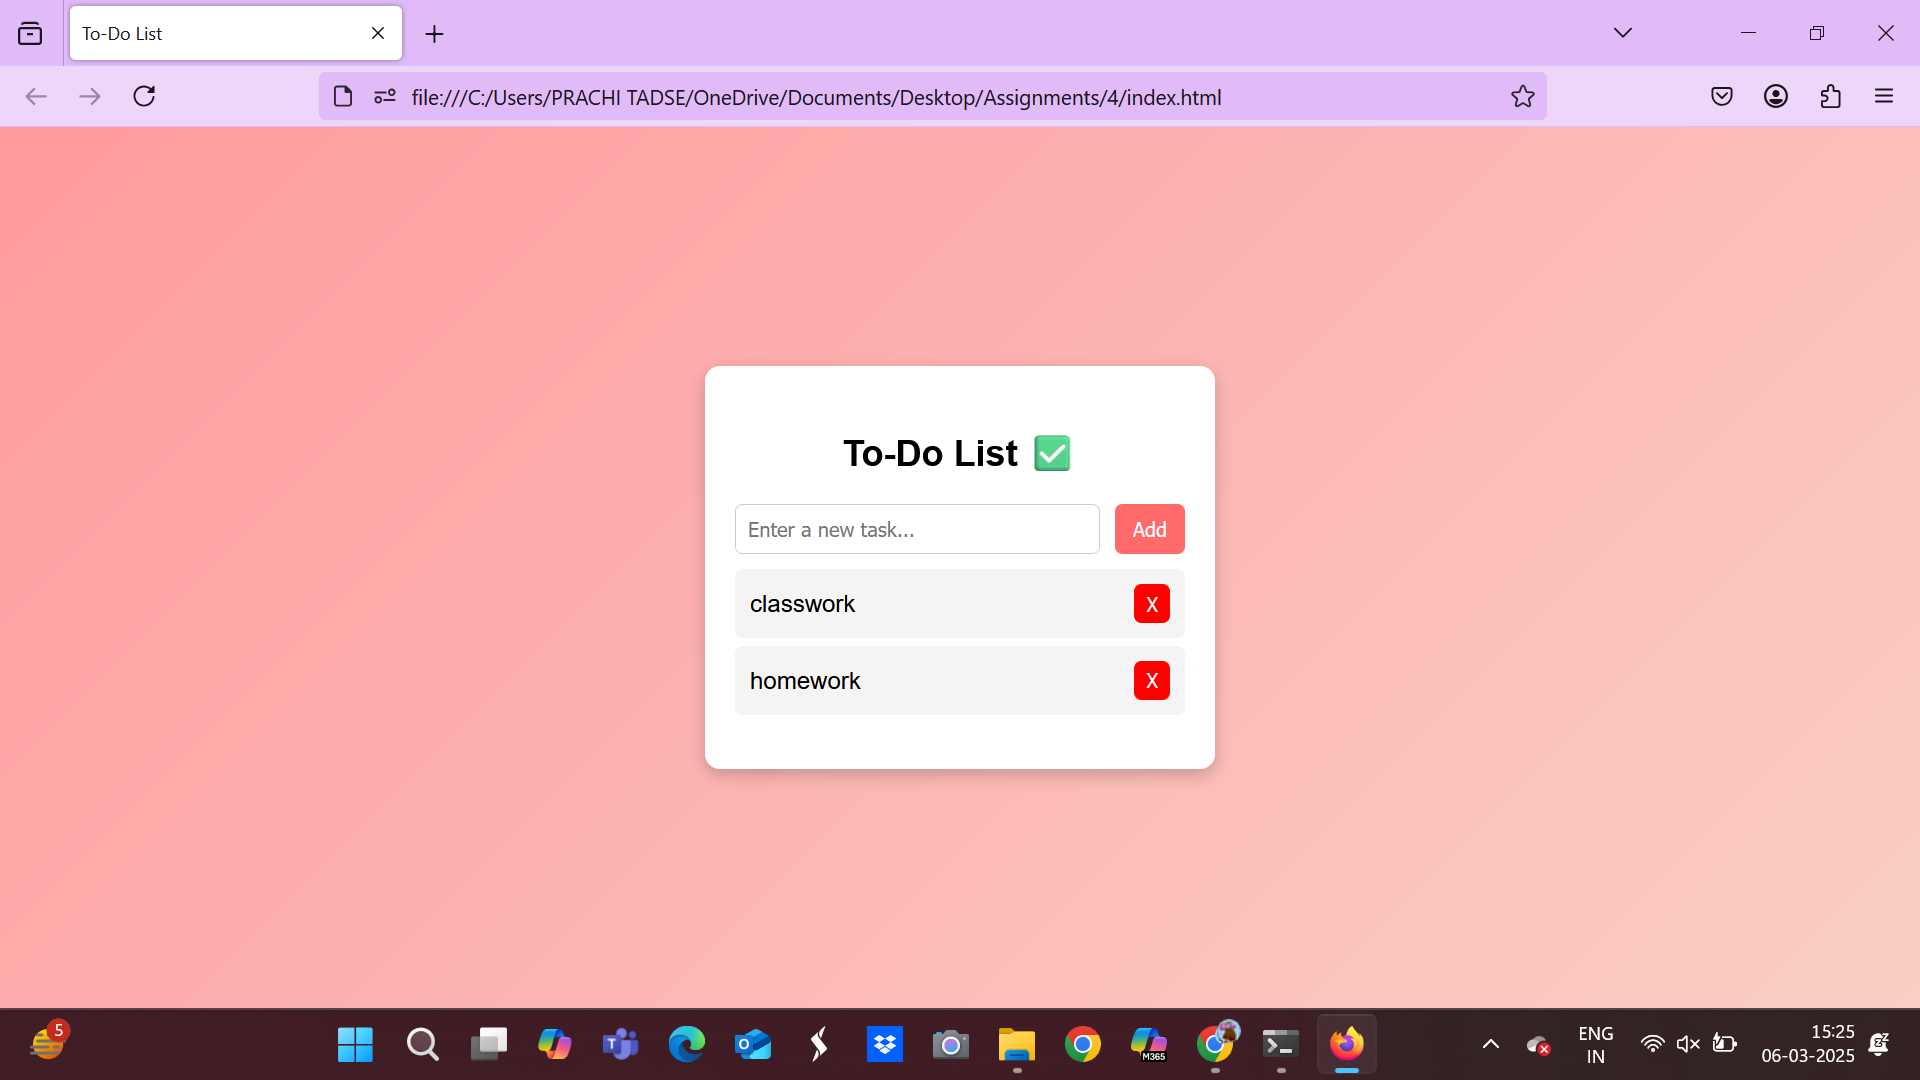 To-Do List
file:///C:/Users/PRACHI TADSE/OneDrive/Documents/Desktop/Assignments/4/index.html
To-Do List ✅
Enter a new task...
Add
classwork
X
homework
X
5
M365
ENG
IN
15:25
06-03-2025